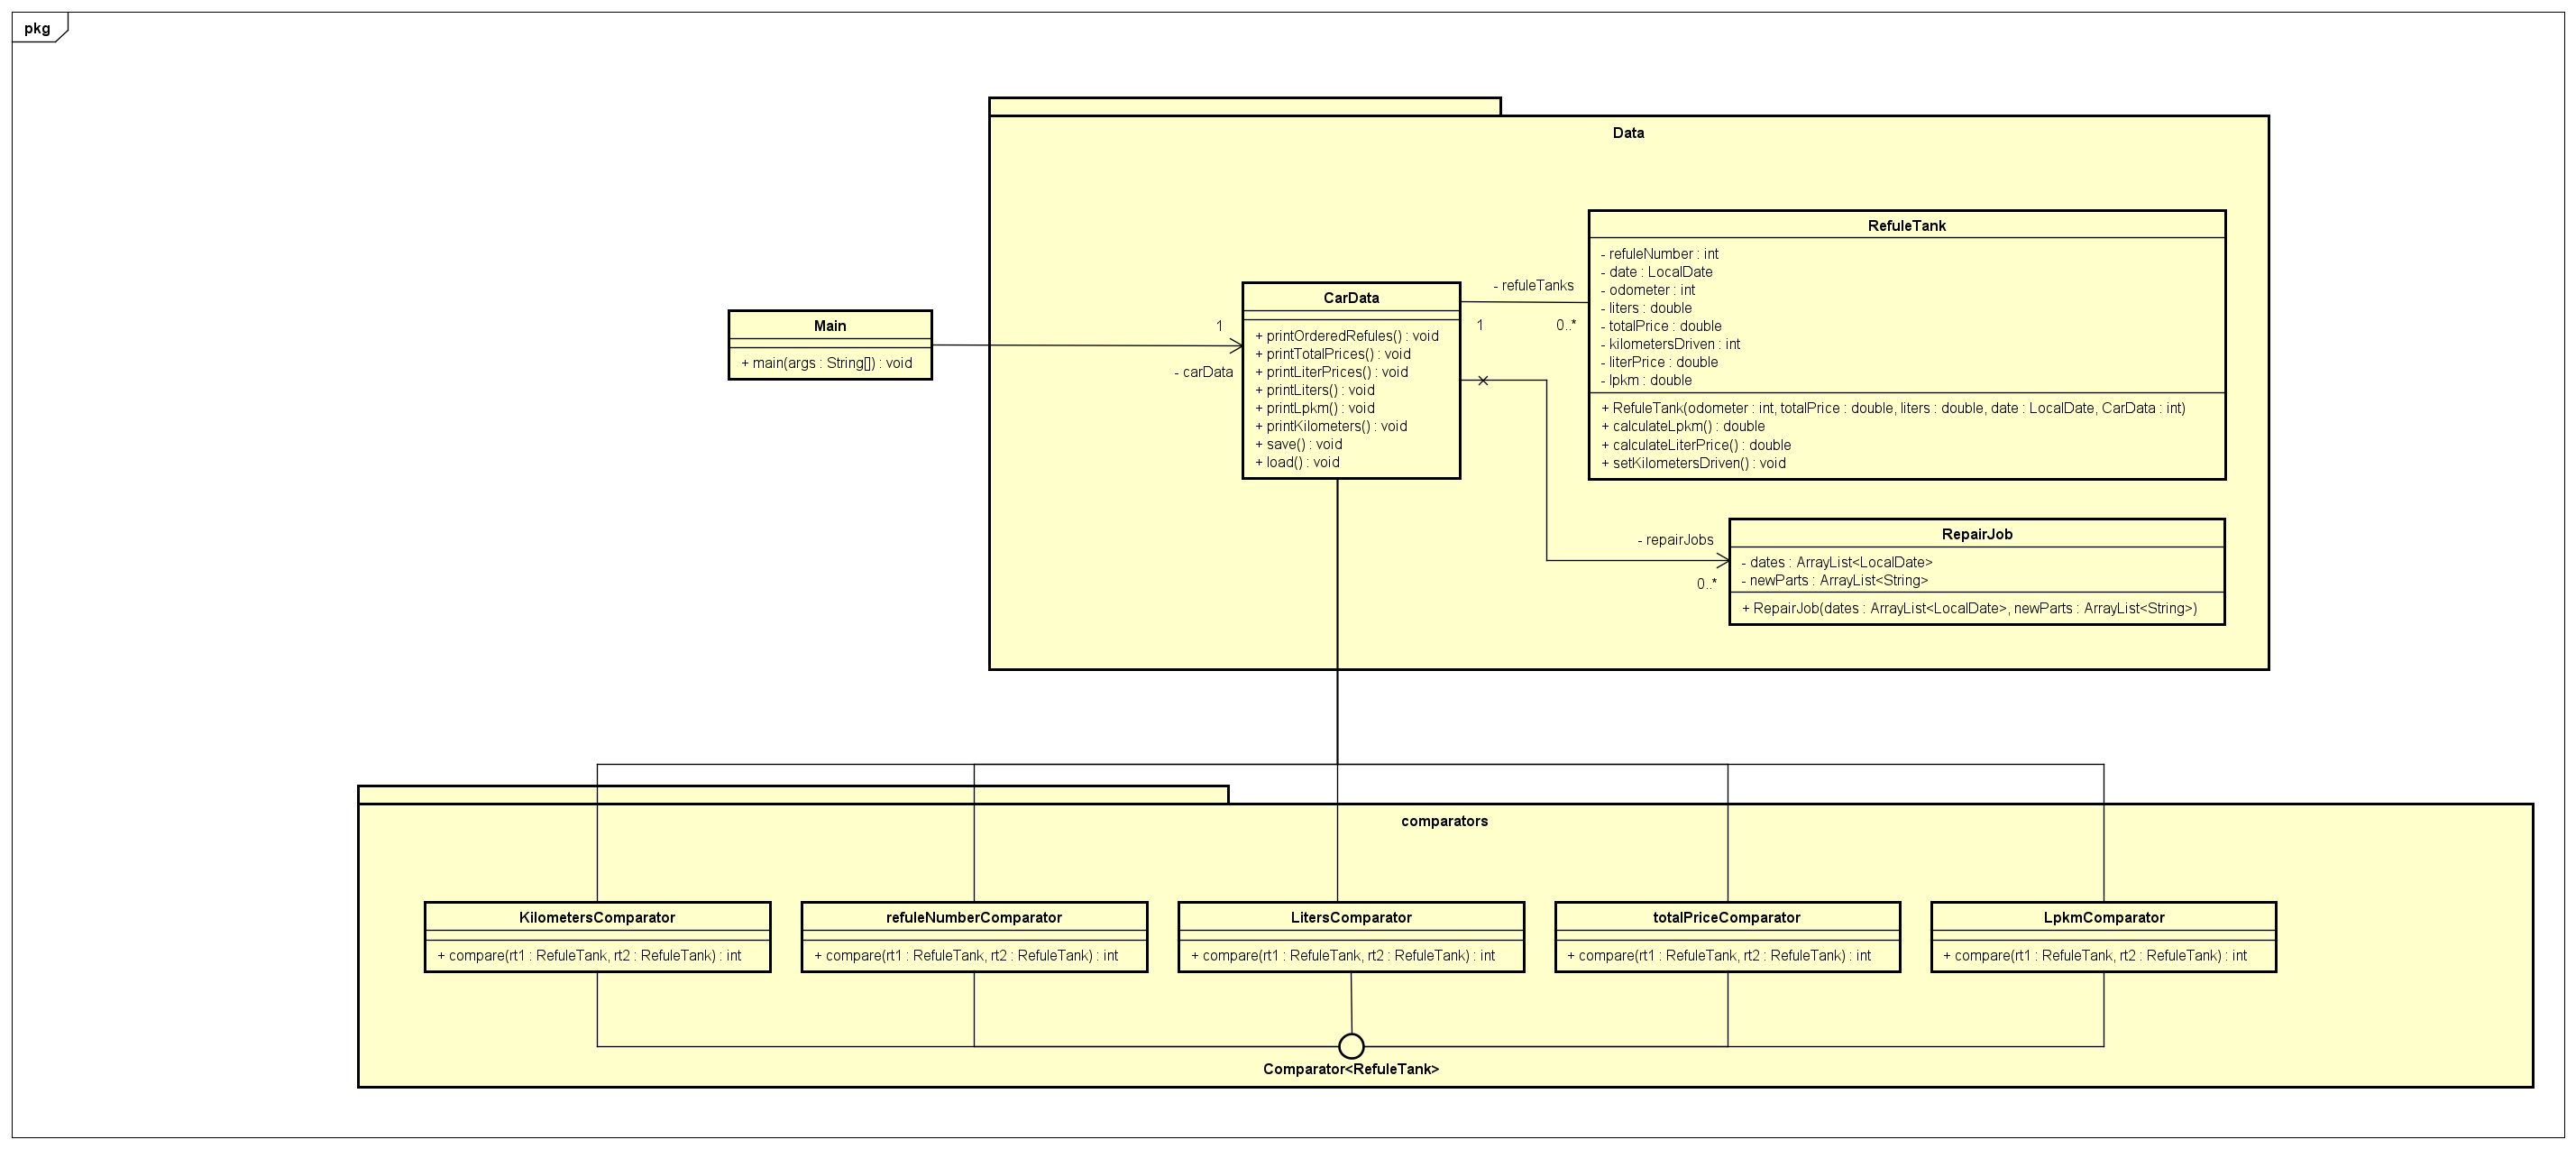 pkg
Data
Main
+ main(args : String[]) : void
1
- carData
CarData
+ printOrderedRefules() : void
+ printTotalPrices() : void
+ printLiterPrices() : void
+ printLiters() : void
+ printLpkm() : void
+ printKilometers() : void
+ save() : void
+ load() : void
- refuleTanks
1
0..*
RefuleTank
- refuleNumber : int
- date : LocalDate
- odometer : int
- liters : double
- totalPrice : double
- kilometersDriven : int
- literPrice : double
- lpkm : double
+ RefuleTank(odometer : int, totalPrice : double, liters : double, date : LocalDate, CarData : int)
+ calculateLpkm() : double
+ calculateLiterPrice() : double
+ setKilometersDriven() : void
- repairJobs
0..*
RepairJob
- dates : ArrayList<LocalDate>
- newParts : ArrayList<String>
+ RepairJob(dates : ArrayList<LocalDate>, newParts : ArrayList<String>)
comparators
KilometersComparator
+ compare(rt1 : RefuleTank, rt2 : RefuleTank) : int
refuleNumberComparator
+ compare(rt1 : RefuleTank, rt2 : RefuleTank) : int
LitersComparator
+ compare(rt1 : RefuleTank, rt2 : RefuleTank) : int
totalPriceComparator
+ compare(rt1 : RefuleTank, rt2 : RefuleTank) : int
LpkmComparator
+ compare(rt1 : RefuleTank, rt2 : RefuleTank) : int
Comparator<RefuleTank>